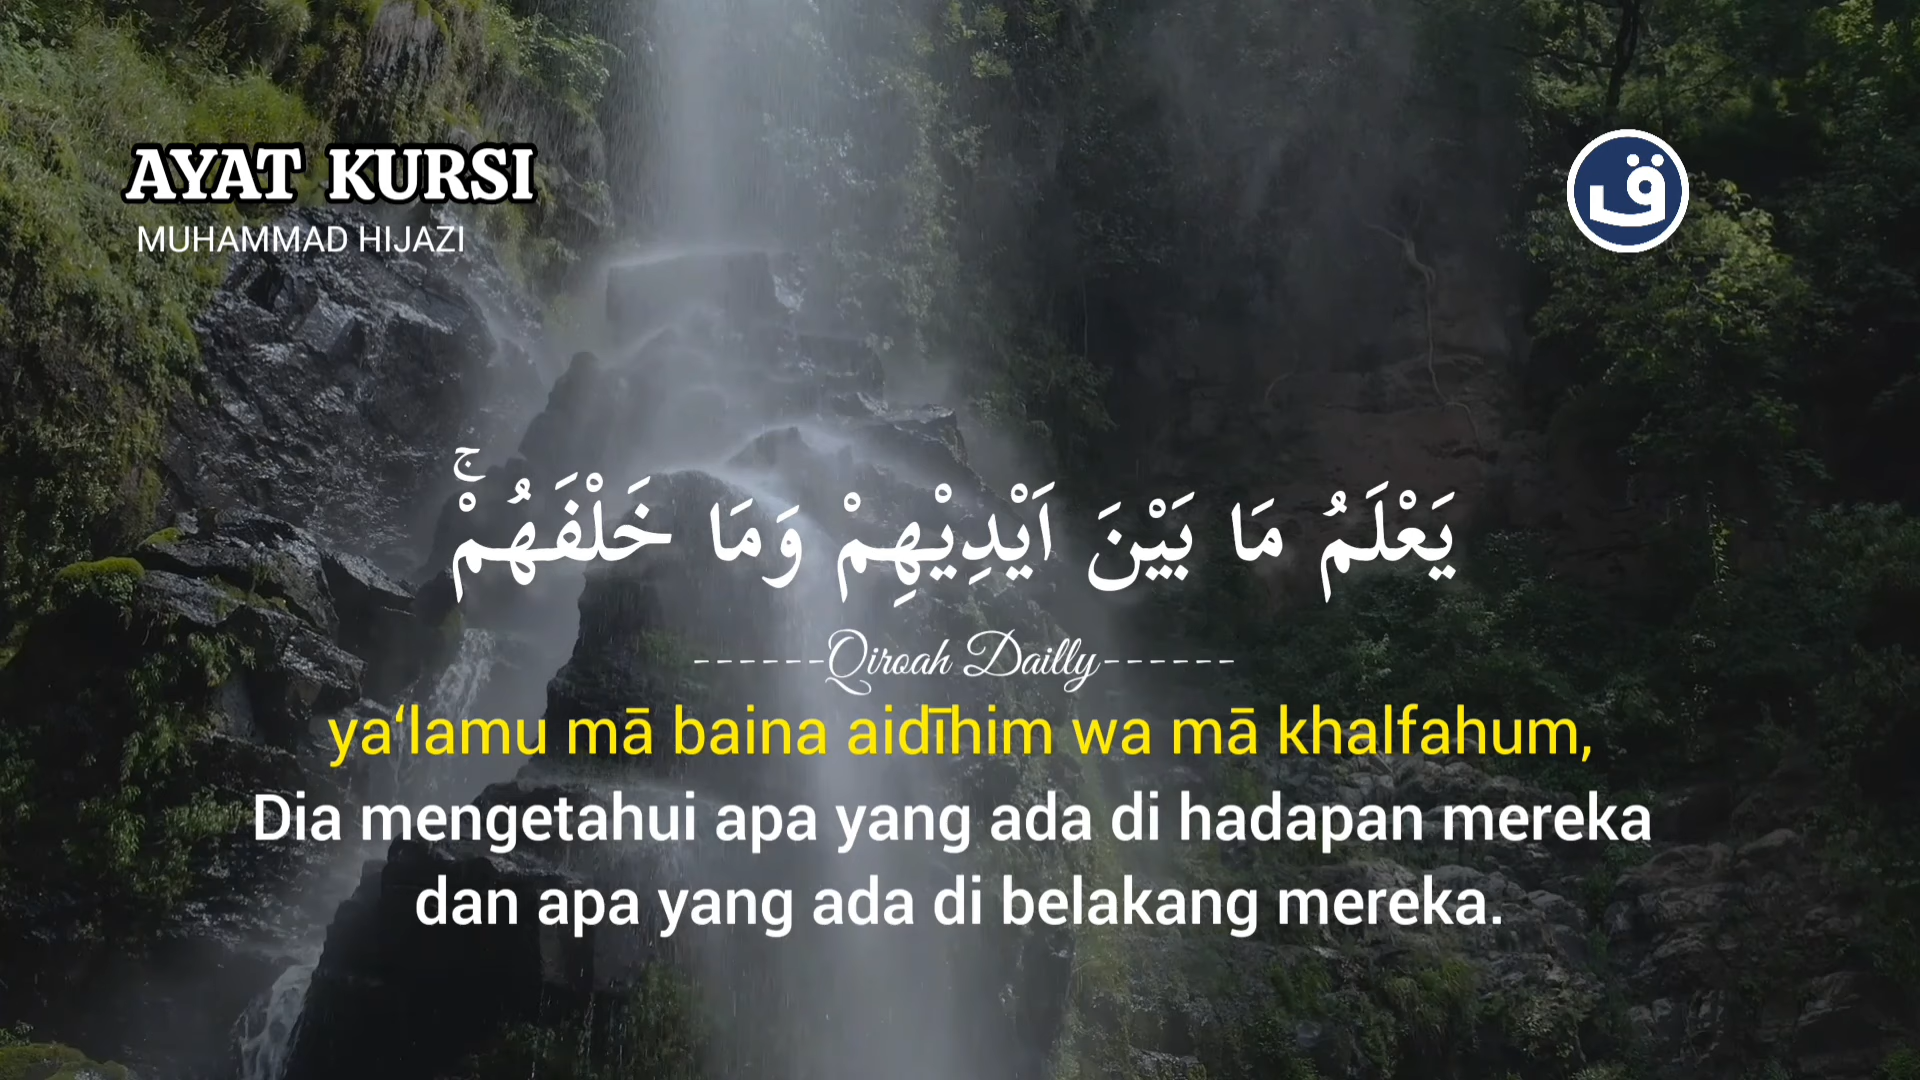 AYAT KURSI
MUHAMMAD HIJAZI
ق
يَعْلَمُ مَا بَيْنَ اَيْدِيْهِمْ وَمَا خَلْفَهُمْۚ
------Qiroah Dailly------
ya‘lamu mā baina aidīhim wa mā khalfahum,
Dia mengetahui apa yang ada di hadapan mereka
dan apa yang ada di belakang mereka.